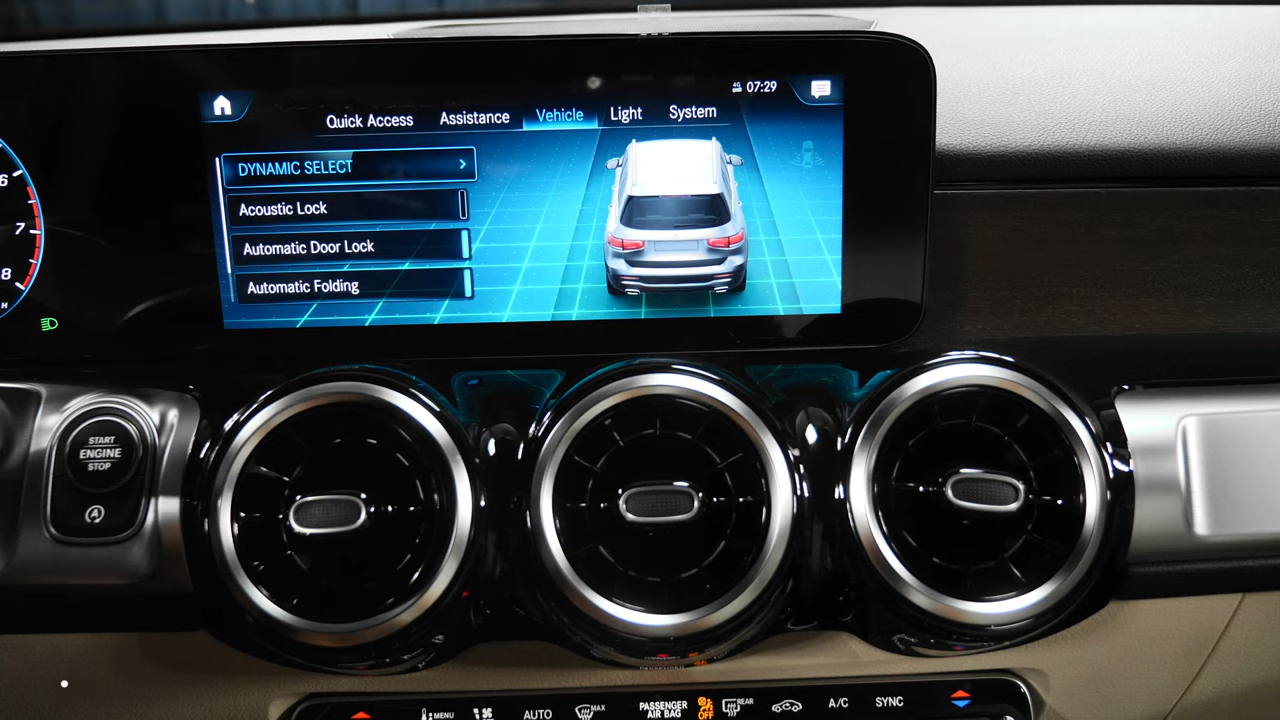 4G 07:29
Quick Access Assistance Vehicle Light System
DYNAMIC SELECT
Acoustic Lock
Automatic Door Lock
Automatic Folding
6
7
8
START
ENGINE
STOP
A
MENU AUTO MAX PASSENGER AIR BAG OFF REAR A/C SYNC